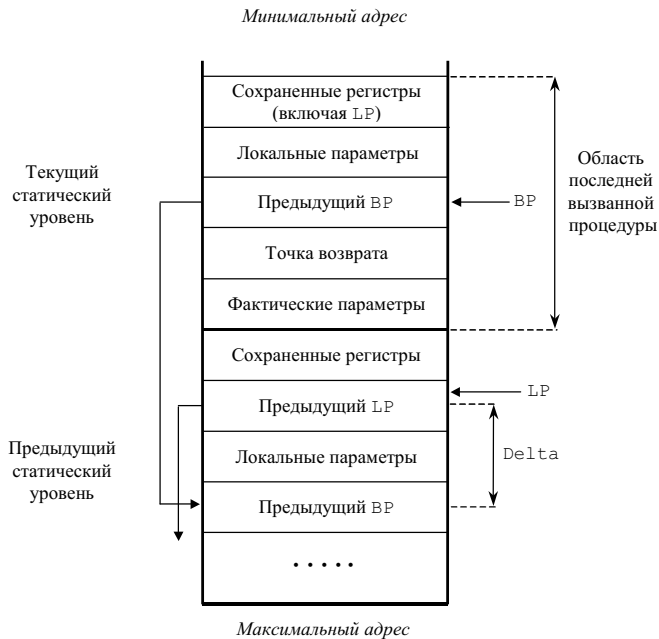 Минимальный адрес
Сохраненные регистры
(включая LP)
Локальные параметры
Текущий
статический
уровень
Предыдущий BP
BP
Область
последней
вызванной
процедуры
Точка возврата
Фактические параметры
Сохраненные регистры
LP
Предыдущий LP
Предыдущий
статический
уровень
Локальные параметры
Delta
Предыдущий BP
.....
Максимальный адрес